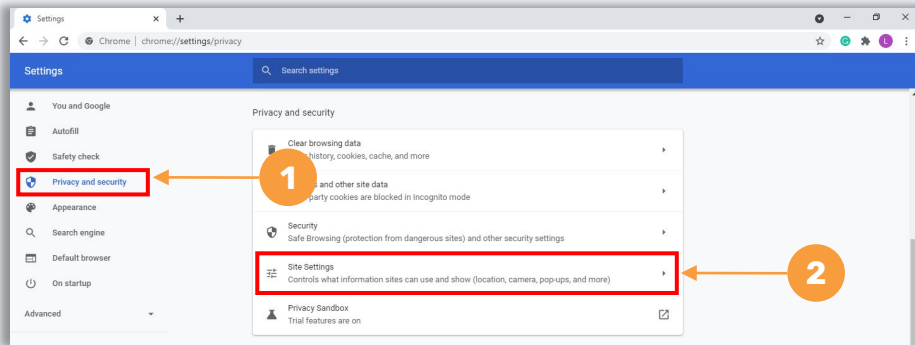 Settings
Chrome | chrome://settings/privacy
L
Settings
Search settings
You and Google
Autofill
Safety check
Privacy and security
Appearance
Search engine
Default browser
On startup
Advanced
Privacy and security
Clear browsing data
history, cookies, cache, and more
and other site data
party cookies are blocked in Incognito mode
Security
Safe Browsing (protection from dangerous sites) and other security settings
Site Settings
Controls what information sites can use and show (location, camera, pop-ups, and more)
Privacy Sandbox
Trial features are on
1
2